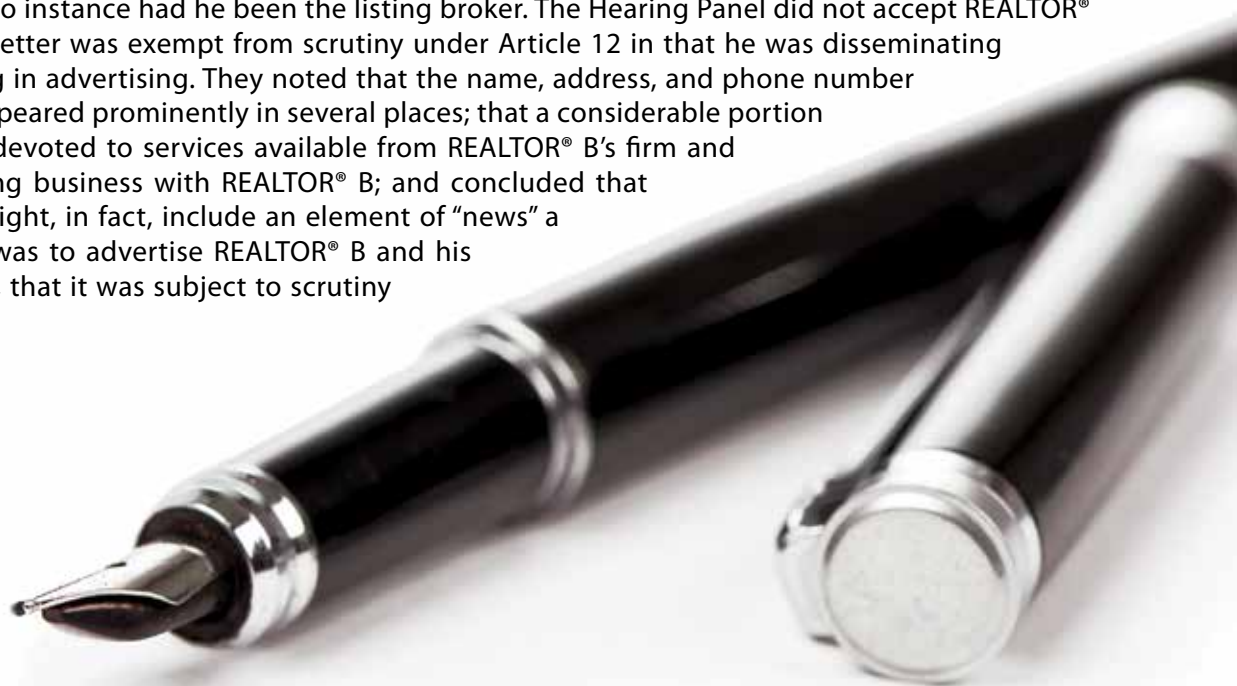 o instance had he been the listing broker. The Hearing Panel did not accept REALTOR®
etter was exempt from scrutiny under Article 12 in that he was disseminating
g in advertising. They noted that the name, address, and phone number
peared prominently in several places; that a considerable portion
devoted to services available from REALTOR® B’s firm and
ng business with REALTOR® B; and concluded that
ight, in fact, include an element of “news” a
was to advertise REALTOR® B and his
that it was subject to scrutiny